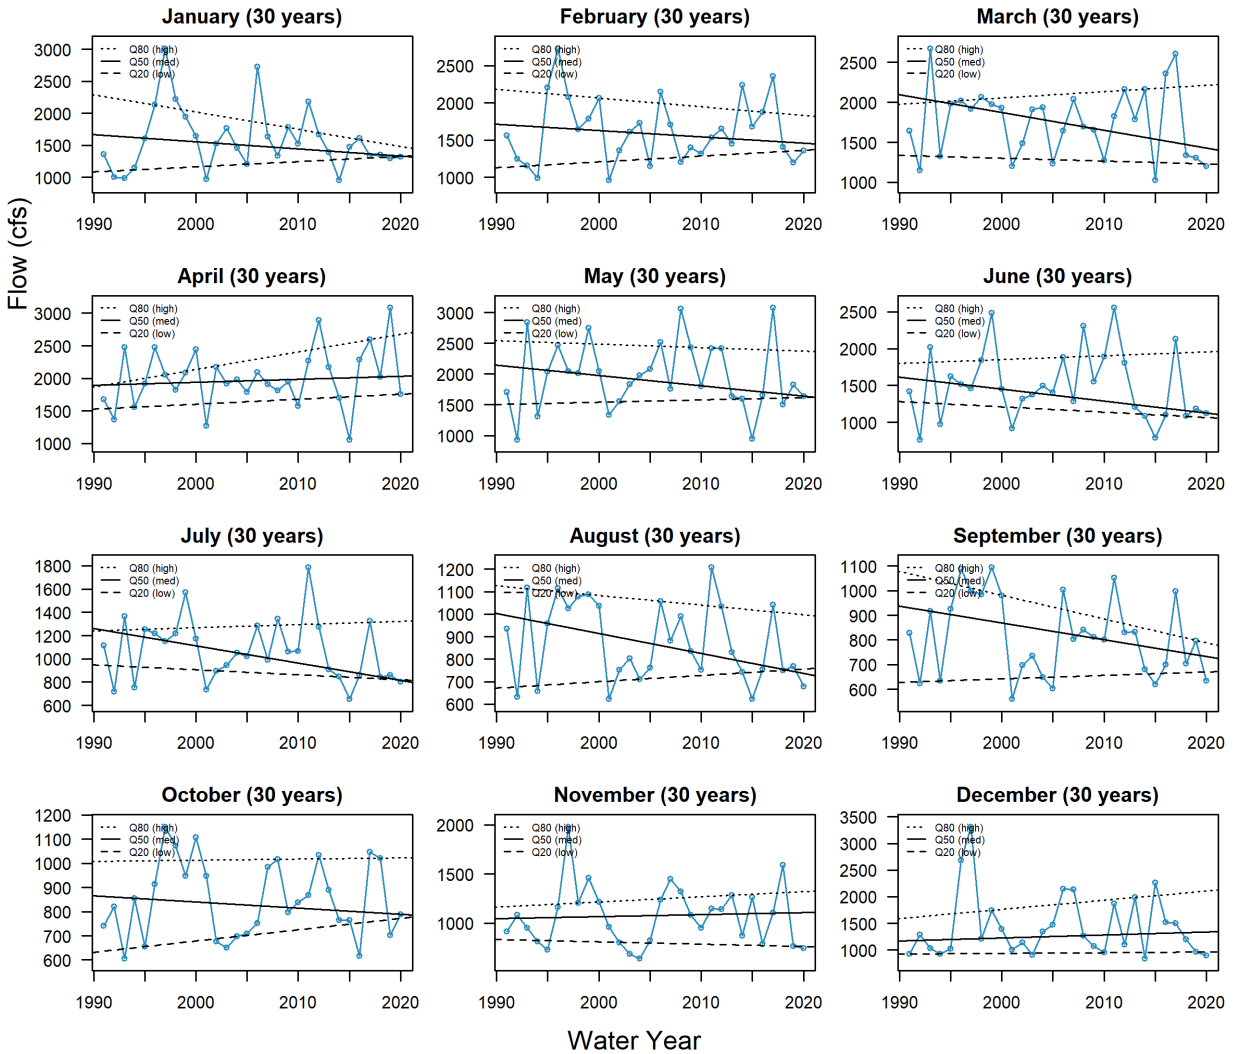 Flow (cfs)
January (30 years)
Q80 (high)
Q50 (med)
Q20 (low)
3000
2500
2000
1500
1000
1990
2000
2010
2020
February (30 years)
Q80 (high)
Q50 (med)
Q20 (low)
2500
2000
1500
1000
1990
2000
2010
2020
March (30 years)
Q80 (high)
Q50 (med)
Q20 (low)
2500
2000
1500
1000
1990
2000
2010
2020
April (30 years)
Q80 (high)
Q50 (med)
Q20 (low)
3000
2500
2000
1500
1000
1990
2000
2010
2020
May (30 years)
Q80 (high)
Q50 (med)
Q20 (low)
3000
2500
2000
1500
1000
1990
2000
2010
2020
June (30 years)
Q80 (high)
Q50 (med)
Q20 (low)
2500
2000
1500
1000
1990
2000
2010
2020
July (30 years)
Q80 (high)
Q50 (med)
Q20 (low)
1800
1600
1400
1200
1000
800
600
1990
2000
2010
2020
August (30 years)
Q80 (high)
Q50 (med)
Q20 (low)
1200
1100
1000
900
800
700
600
1990
2000
2010
2020
September (30 years)
Q80 (high)
Q50 (med)
Q20 (low)
1100
1000
900
800
700
600
1990
2000
2010
2020
October (30 years)
Q80 (high)
Q50 (med)
Q20 (low)
1200
1100
1000
900
800
700
600
1990
2000
2010
2020
November (30 years)
Q80 (high)
Q50 (med)
Q20 (low)
2000
1500
1000
1990
2000
2010
2020
December (30 years)
Q80 (high)
Q50 (med)
Q20 (low)
3500
3000
2500
2000
1500
1000
1990
2000
2010
2020
Water Year